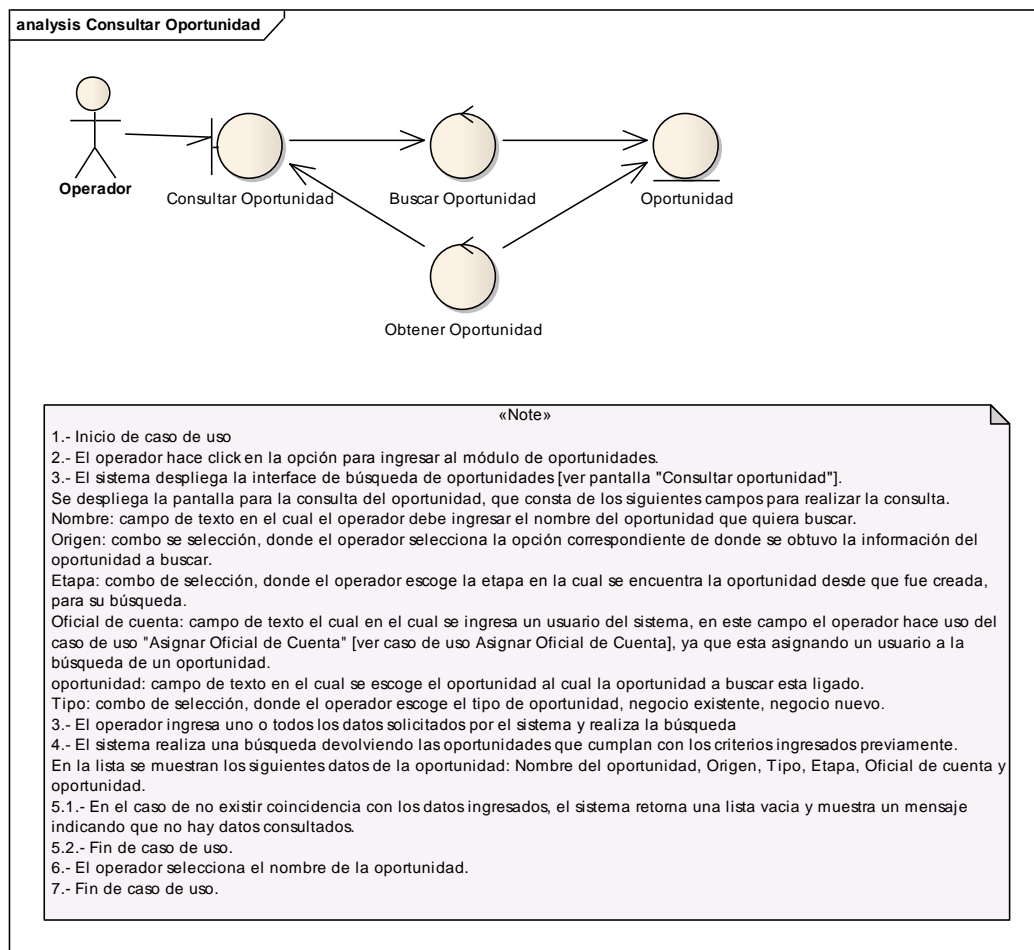 analysis Consultar Oportunidad
Operador
Consultar Oportunidad
Buscar Oportunidad
Oportunidad
Obtener Oportunidad
«Note»
1.- Inicio de caso de uso
2.- El operador hace click en la opción para ingresar al módulo de oportunidades.
3.- El sistema despliega la interface de búsqueda de oportunidades [ver pantalla "Consultar oportunidad"].
Se despliega la pantalla para la consulta del oportunidad, que consta de los siguientes campos para realizar la consulta.
Nombre: campo de texto en el cual el operador debe ingresar el nombre del oportunidad que quiera buscar.
Origen: combo se selección, donde el operador selecciona la opción correspondiente de donde se obtuvo la información del
oportunidad a buscar.
Etapa: combo de selección, donde el operador escoge la etapa en la cual se encuentra la oportunidad desde que fue creada,
para su búsqueda.
Oficial de cuenta: campo de texto el cual en el cual se ingresa un usuario del sistema, en este campo el operador hace uso del
caso de uso "Asignar Oficial de Cuenta" [ver caso de uso Asignar Oficial de Cuenta], ya que esta asignando un usuario a la
búsqueda de un oportunidad.
oportunidad: campo de texto en el cual se escoge el oportunidad al cual la oportunidad a buscar esta ligado.
Tipo: combo de selección, donde el operador escoge el tipo de oportunidad, negocio existente, negocio nuevo.
3.- El operador ingresa uno o todos los datos solicitados por el sistema y realiza la búsqueda
4.- El sistema realiza una búsqueda devolviendo las oportunidades que cumplan con los criterios ingresados previamente.
En la lista se muestran los siguientes datos de la oportunidad: Nombre del oportunidad, Origen, Tipo, Etapa, Oficial de cuenta y
oportunidad.
5.1.- En el caso de no existir coincidencia con los datos ingresados, el sistema retorna una lista vacia y muestra un mensaje
indicando que no hay datos consultados.
5.2.- Fin de caso de uso.
6.- El operador selecciona el nombre de la oportunidad.
7.- Fin de caso de uso.